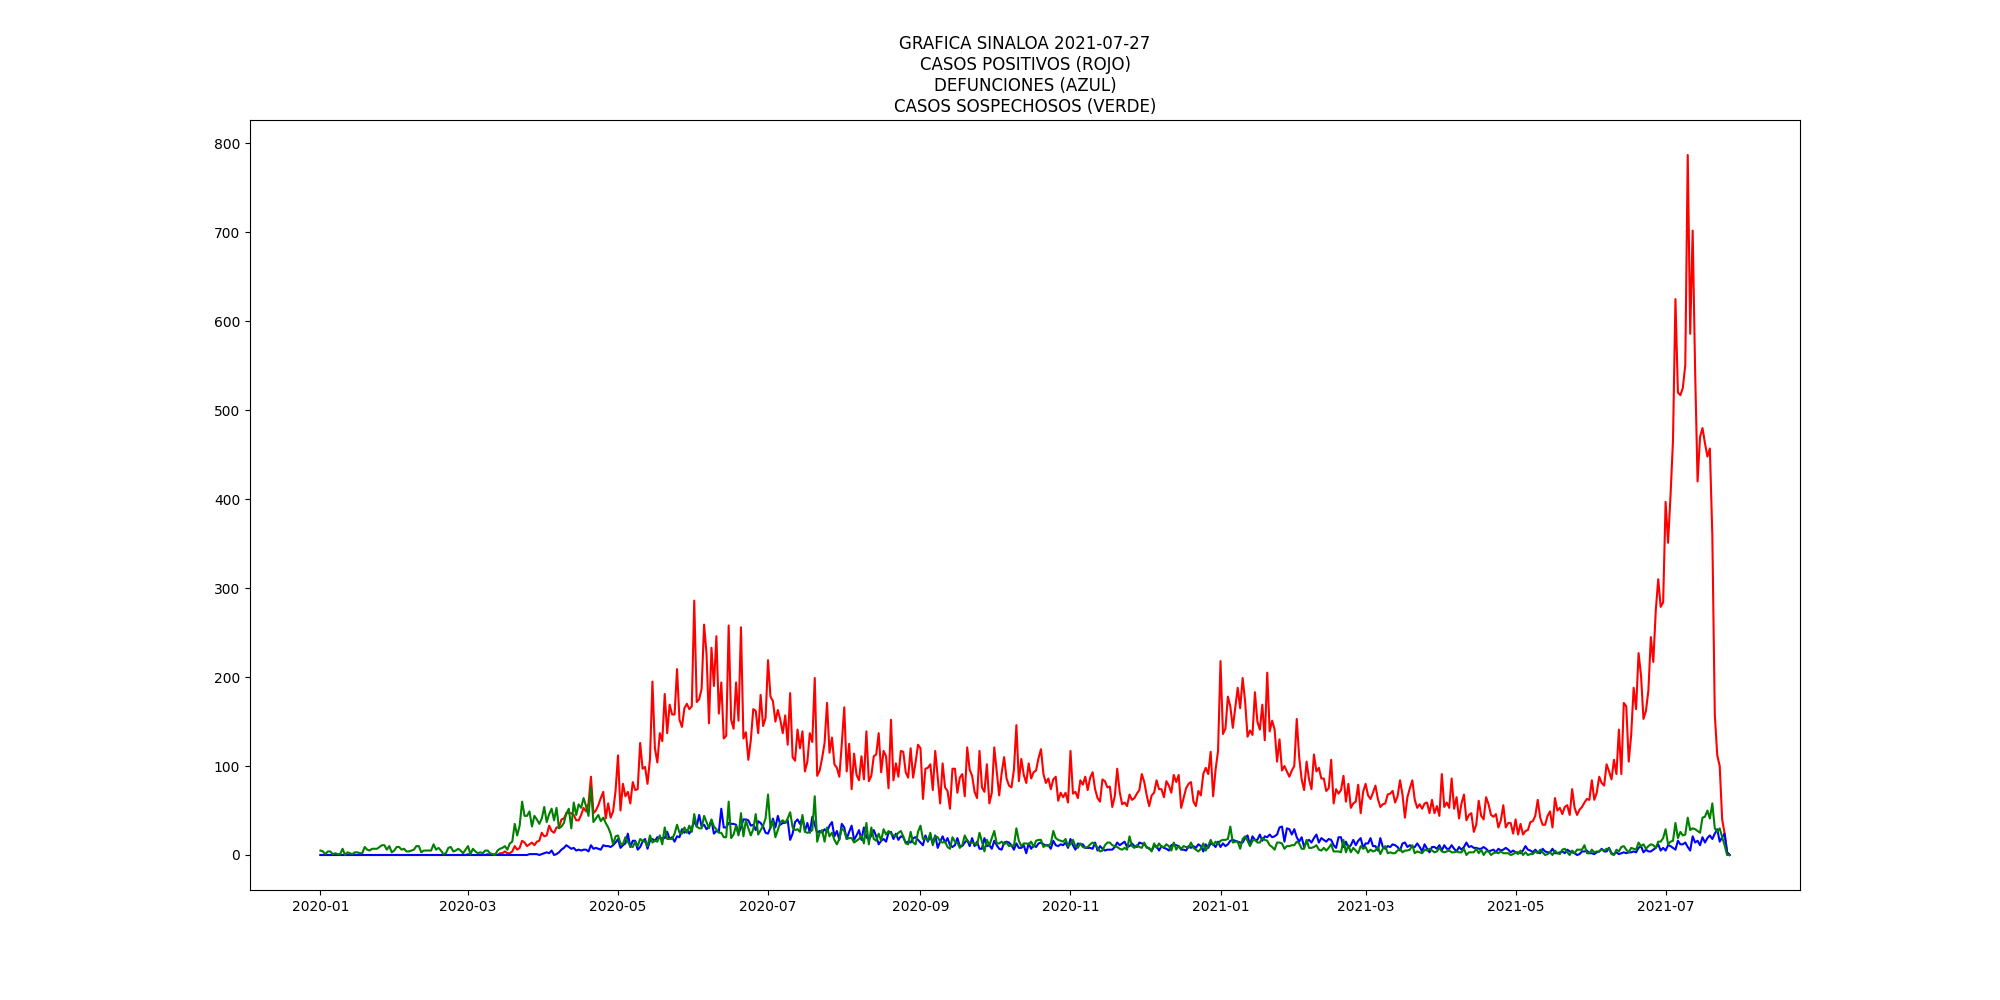 GRAFICA SINALOA 2021-07-27
CASOS POSITIVOS (ROJO)
DEFUNCIONES (AZUL)
CASOS SOSPECHOSOS (VERDE)
800
700
600
500
400
300
200
100
0
2020-01 2020-03 2020-05 2020-07 2020-09 2020-11 2021-01 2021-03 2021-05 2021-07